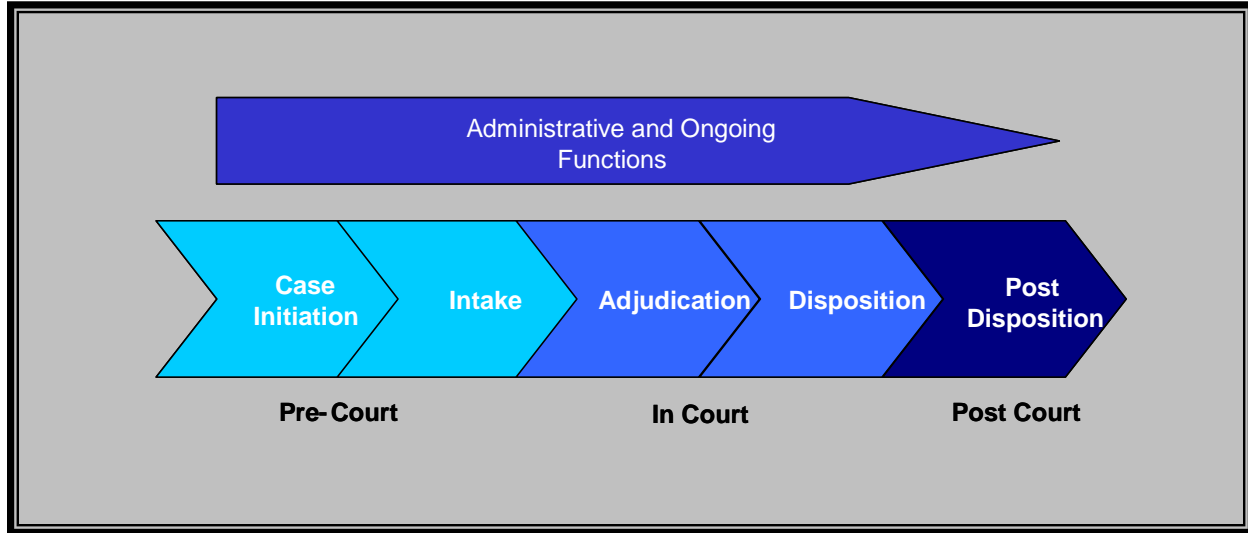 Administrative and Ongoing
Functions
Case
Initiation
Intake
Adjudication
Disposition
Post
Disposition
Pre-Court
In Court
Post Court